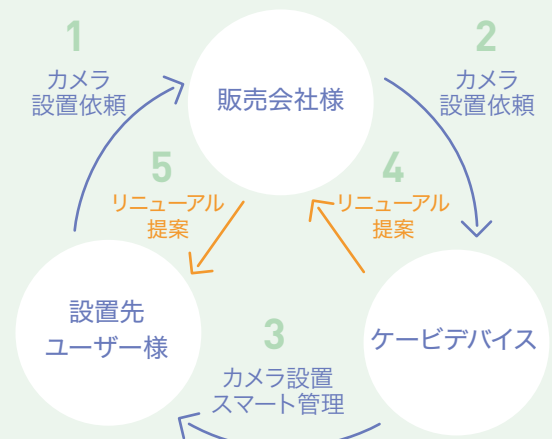 1
カメラ
設置依頼
販売会社様
2
カメラ
設置依頼
5
リニューアル
提案
4
リニューアル
提案
設置先
ユーザー様
3
カメラ設置
スマート管理
ケービデバイス